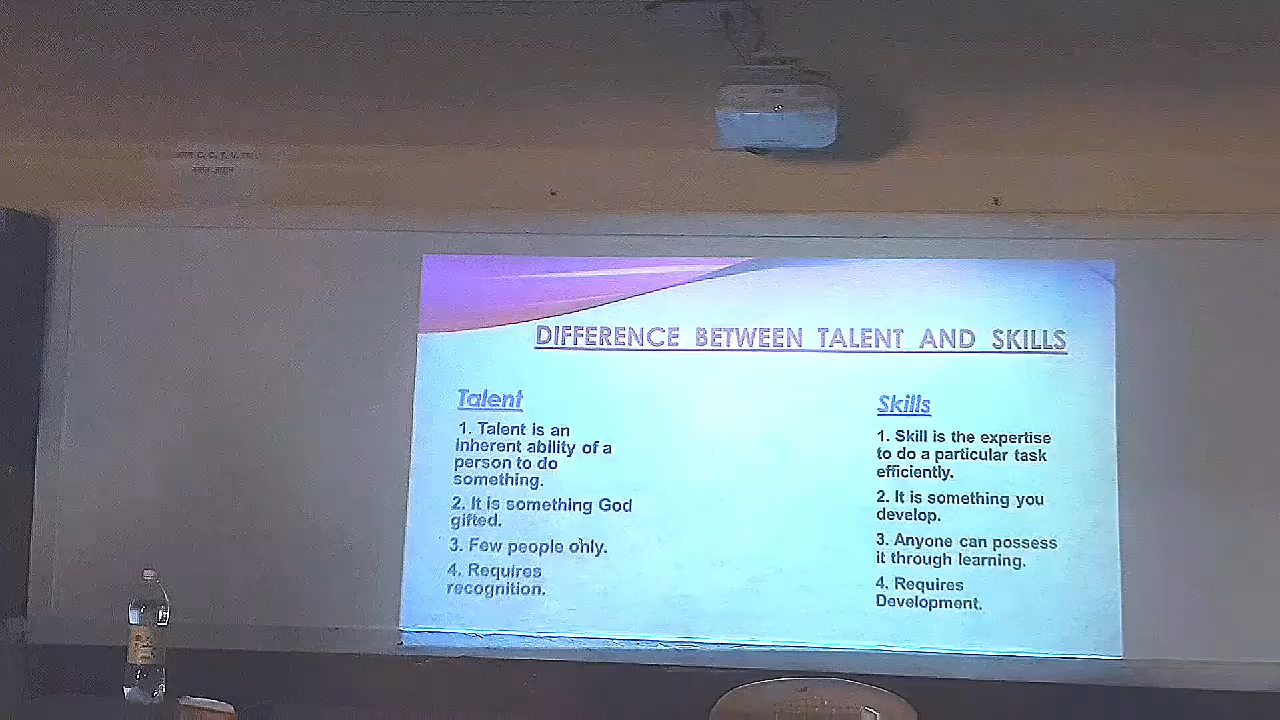 C. C. T. V.
DIFFERENCE BETWEEN TALENT AND SKILLS
Talent
1. Talent is an
inherent ability of a
person to do
something.
2. It is something God
gifted.
3. Few people only.
4. Requires
recognition.
Skills
1. Skill is the expertise
to do a particular task
efficiently.
2. It is something you
develop.
3. Anyone can possess
it through learning.
4. Requires
Development.